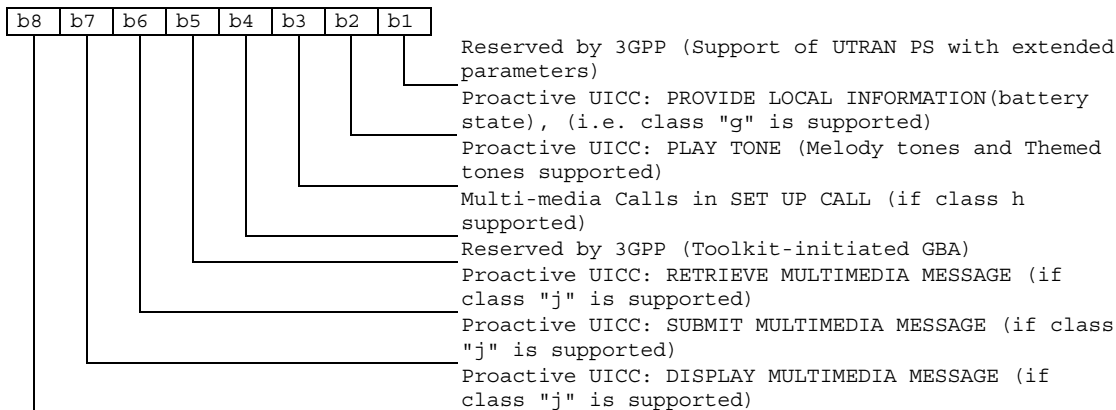 b8 b7 b6 b5 b4 b3 b2 b1
Reserved by 3GPP (Support of UTRAN PS with extended
parameters)
Proactive UICC: PROVIDE LOCAL INFORMATION(battery
state), (i.e. class "g" is supported)
Proactive UICC: PLAY TONE (Melody tones and Themed
tones supported)
Multi-media Calls in SET UP CALL (if class h
supported)
Reserved by 3GPP (Toolkit-initiated GBA)
Proactive UICC: RETRIEVE MULTIMEDIA MESSAGE (if
class "j" is supported)
Proactive UICC: SUBMIT MULTIMEDIA MESSAGE (if class
"j" is supported)
Proactive UICC: DISPLAY MULTIMEDIA MESSAGE (if
class "j" is supported)